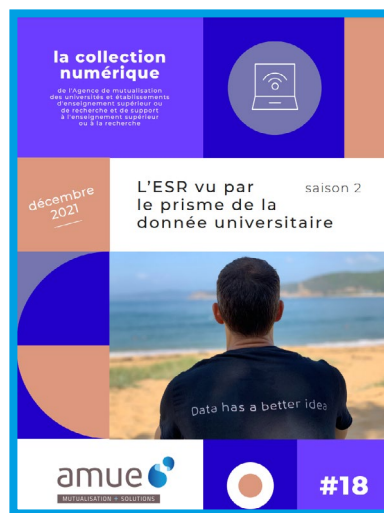 la collection
numérique
de l'Agence de mutualisation
des universités et établissements
d'enseignement supérieur ou
de recherche et de support
à l'enseignement supérieur
ou à la recherche
décembre
2021
L'ESR vu par
le prisme de la
donnée universitaire
saison 2
Data has a better idea
amue
MUTUALISATION + SOLUTIONS
#18